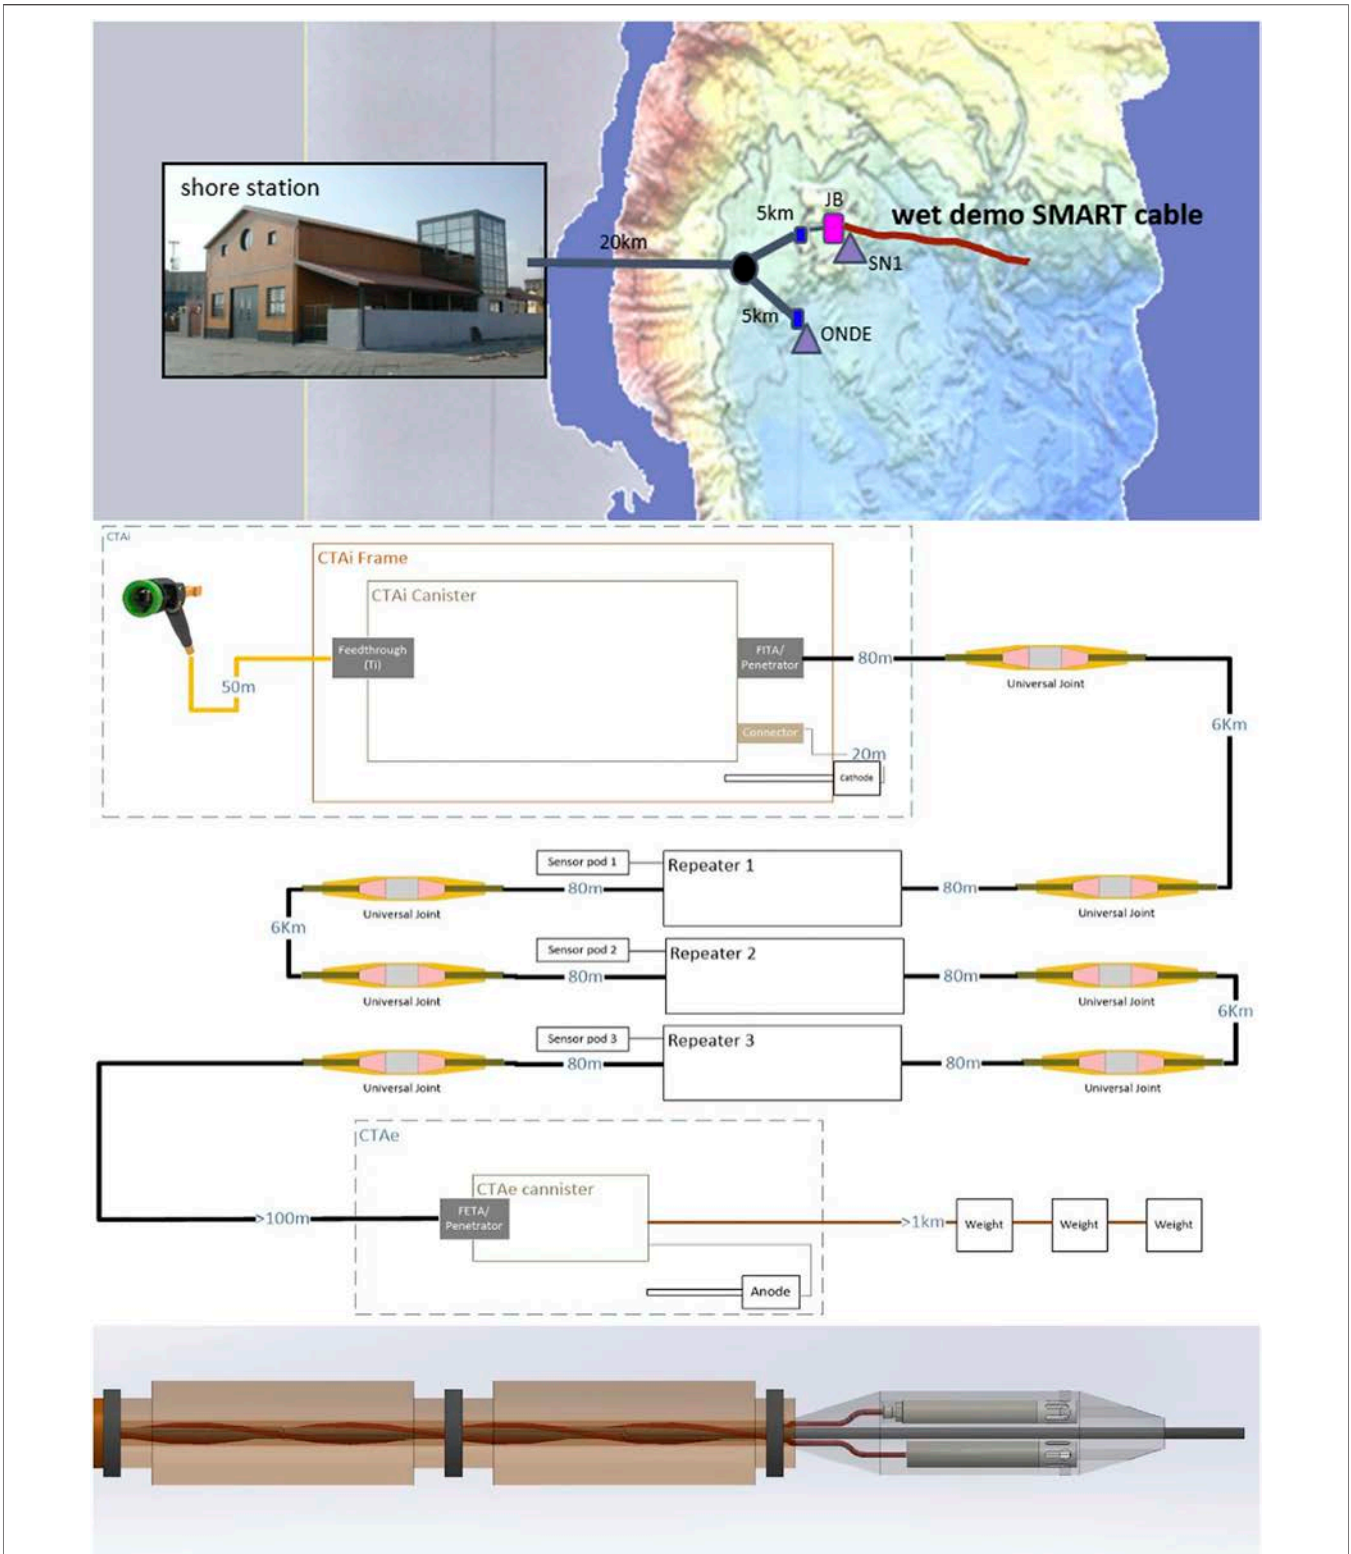 shore station
20km
5km
JB
wet demo SMART cable
SN1
5km
ONDE
CTAi
CTAi Frame
CTAi Canister
Feedthrough
(Ti)
50m
FITA/
Penetrator
80m
Universal Joint
6Km
Connector
20m
Cathode
Sensor pod 1
Repeater 1
80m
80m
Universal Joint
Universal Joint
6Km
Sensor pod 2
Repeater 2
80m
80m
Universal Joint
Universal Joint
6Km
Sensor pod 3
Repeater 3
80m
80m
Universal Joint
Universal Joint
CTAe
CTAe cannister
FETA/
Penetrator
>100m
>1km
Weight
Weight
Weight
Anode